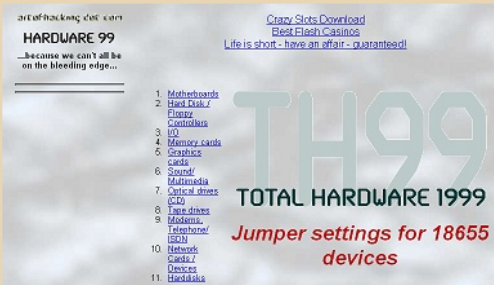 artofhacking dot com
HARDWARE 99
...because we can't all be
on the bleeding edge...
Crazy Slots Download
Best Flash Casinos
Life is short - have an affair - guaranteed!
1. Motherboards
2. Hard Disk /
Floppy
Controllers
3. I/O
4. Memory cards
5. Graphics
cards
6. Sound/
Multimedia
7. Optical drives
(CD)
8. Tape drives
9. Modems,
Telephone/
ISDN
10. Network
Cards /
Devices
11. Harddisks
TH99
TOTAL HARDWARE 1999
Jumper settings for 18655
devices